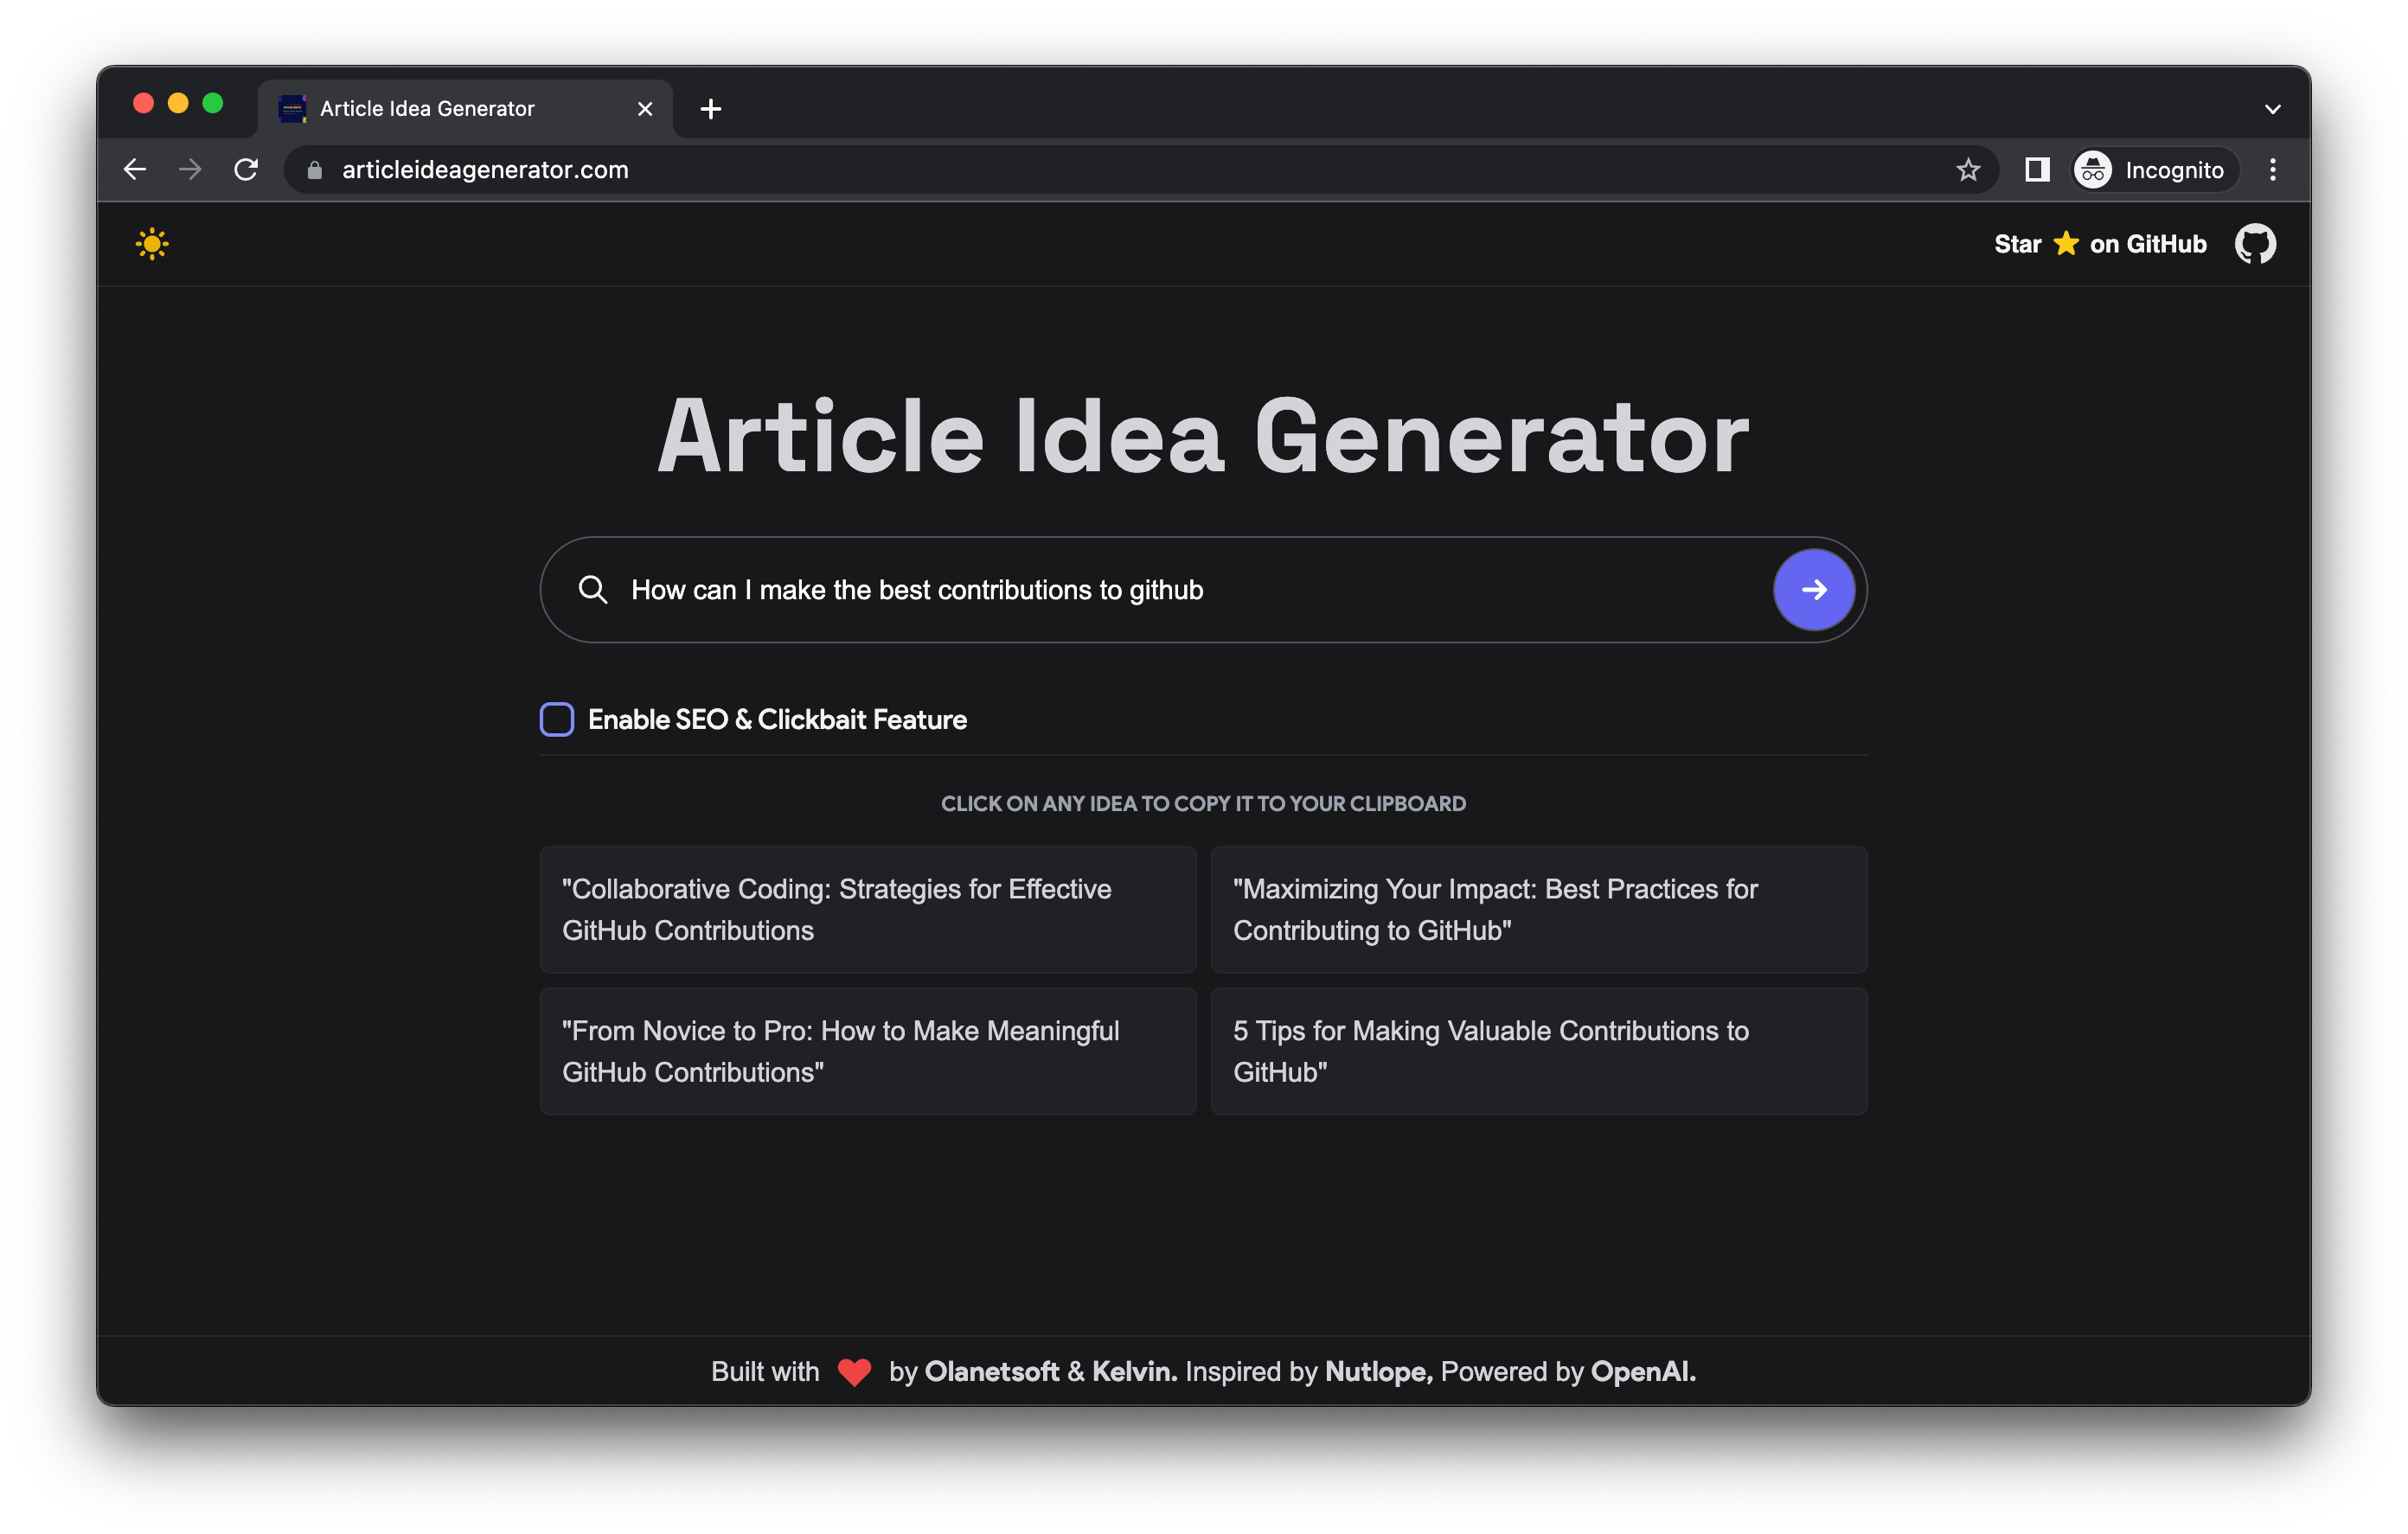 Article Idea Generator
articleideagenerator.com
Incognito
Star ⭐ on GitHub
Article Idea Generator
How can I make the best contributions to github
Enable SEO & Clickbait Feature
CLICK ON ANY IDEA TO COPY IT TO YOUR CLIPBOARD
"Collaborative Coding: Strategies for Effective
GitHub Contributions
"Maximizing Your Impact: Best Practices for
Contributing to GitHub"
"From Novice to Pro: How to Make Meaningful
GitHub Contributions"
5 Tips for Making Valuable Contributions to
GitHub"
Built with ❤️ by Olanetsoft & Kelvin. Inspired by Nutlope, Powered by OpenAI.